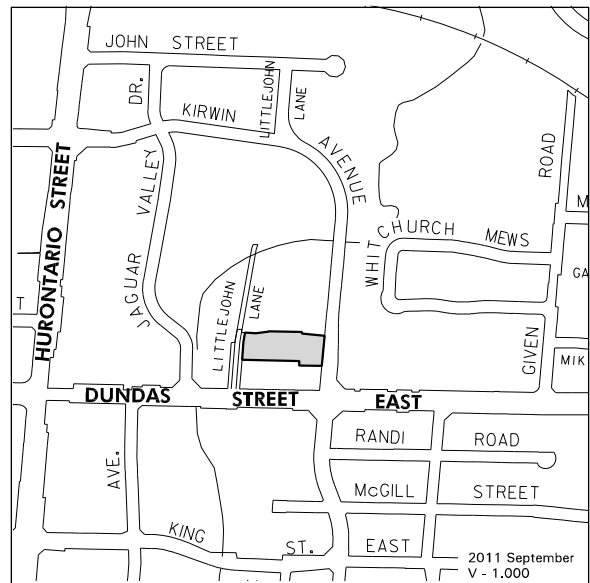 JOHN STREET
DR.
LITTLEJOHN
LANE
KIRWIN
AVENUE
ROAD
HURONTARIO STREET
JAGUAR VALLEY
WHITCHURCH MEWS
M
GA
LITTLEJOHN
LANE
T
GIVEN
MIK
DUNDAS STREET EAST
RANDI ROAD
AVE.
McGILL STREET
KING ST. EAST
2011 September
V - 1.000